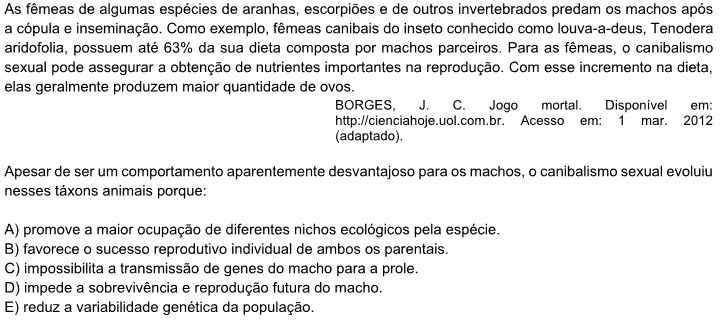 As fêmeas de algumas espécies de aranhas, escorpiões e de outros invertebrados predam os machos após
a cópula e inseminação. Como exemplo, fêmeas canibais do inseto conhecido como louva-a-deus, Tenodera
aridofolia, possuem até 63% da sua dieta composta por machos parceiros. Para as fêmeas, o canibalismo
sexual pode assegurar a obtenção de nutrientes importantes na reprodução. Com esse incremento na dieta,
elas geralmente produzem maior quantidade de ovos.
BORGES, J. C. Jogo mortal. Disponível em:
http://cienciahoje.uol.com.br. Acesso em: 1 mar. 2012
(adaptado).
Apesar de ser um comportamento aparentemente desvantajoso para os machos, o canibalismo sexual evoluiu
nesses táxons animais porque:
A) promove a maior ocupação de diferentes nichos ecológicos pela espécie.
B) favorece o sucesso reprodutivo individual de ambos os parentais.
C) impossibilita a transmissão de genes do macho para a prole.
D) impede a sobrevivência e reprodução futura do macho.
E) reduz a variabilidade genética da população.